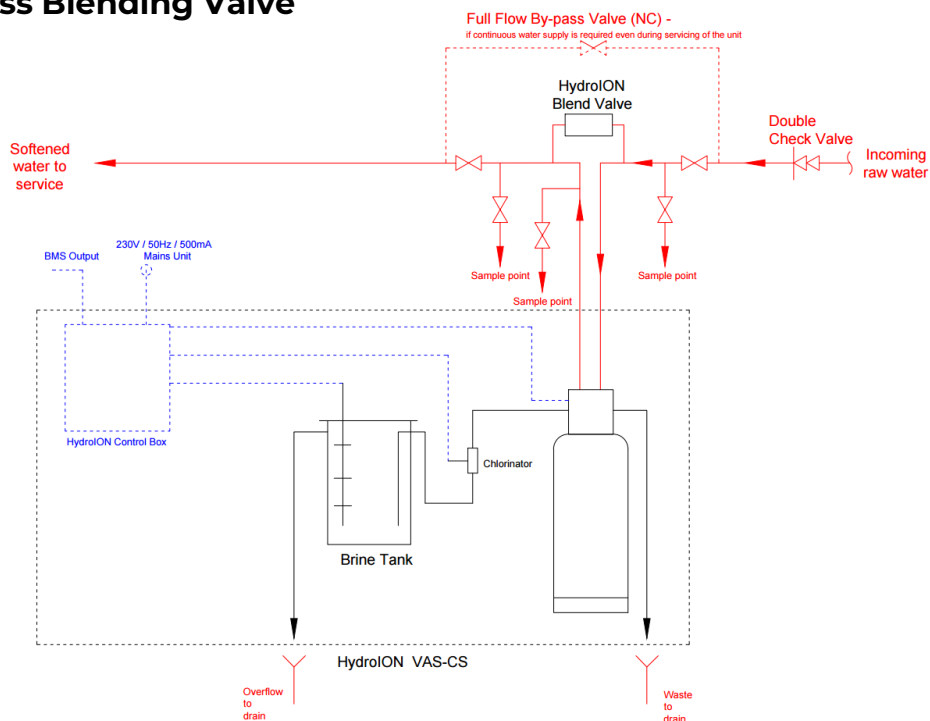 ss Blending Valve
Full Flow By-pass Valve (NC) -
if continuous water supply is required even during servicing of the unit
HydroION
Blend Valve
Double
Check Valve
Incoming
raw water
Softened
water to
service
Sample point
Sample point
Sample point
BMS Output
230V / 50Hz / 500mA
Mains Unit
HydroION Control Box
Chlorinator
Brine Tank
HydroION VAS-CS
Overflow
to
drain
Waste
to
drain